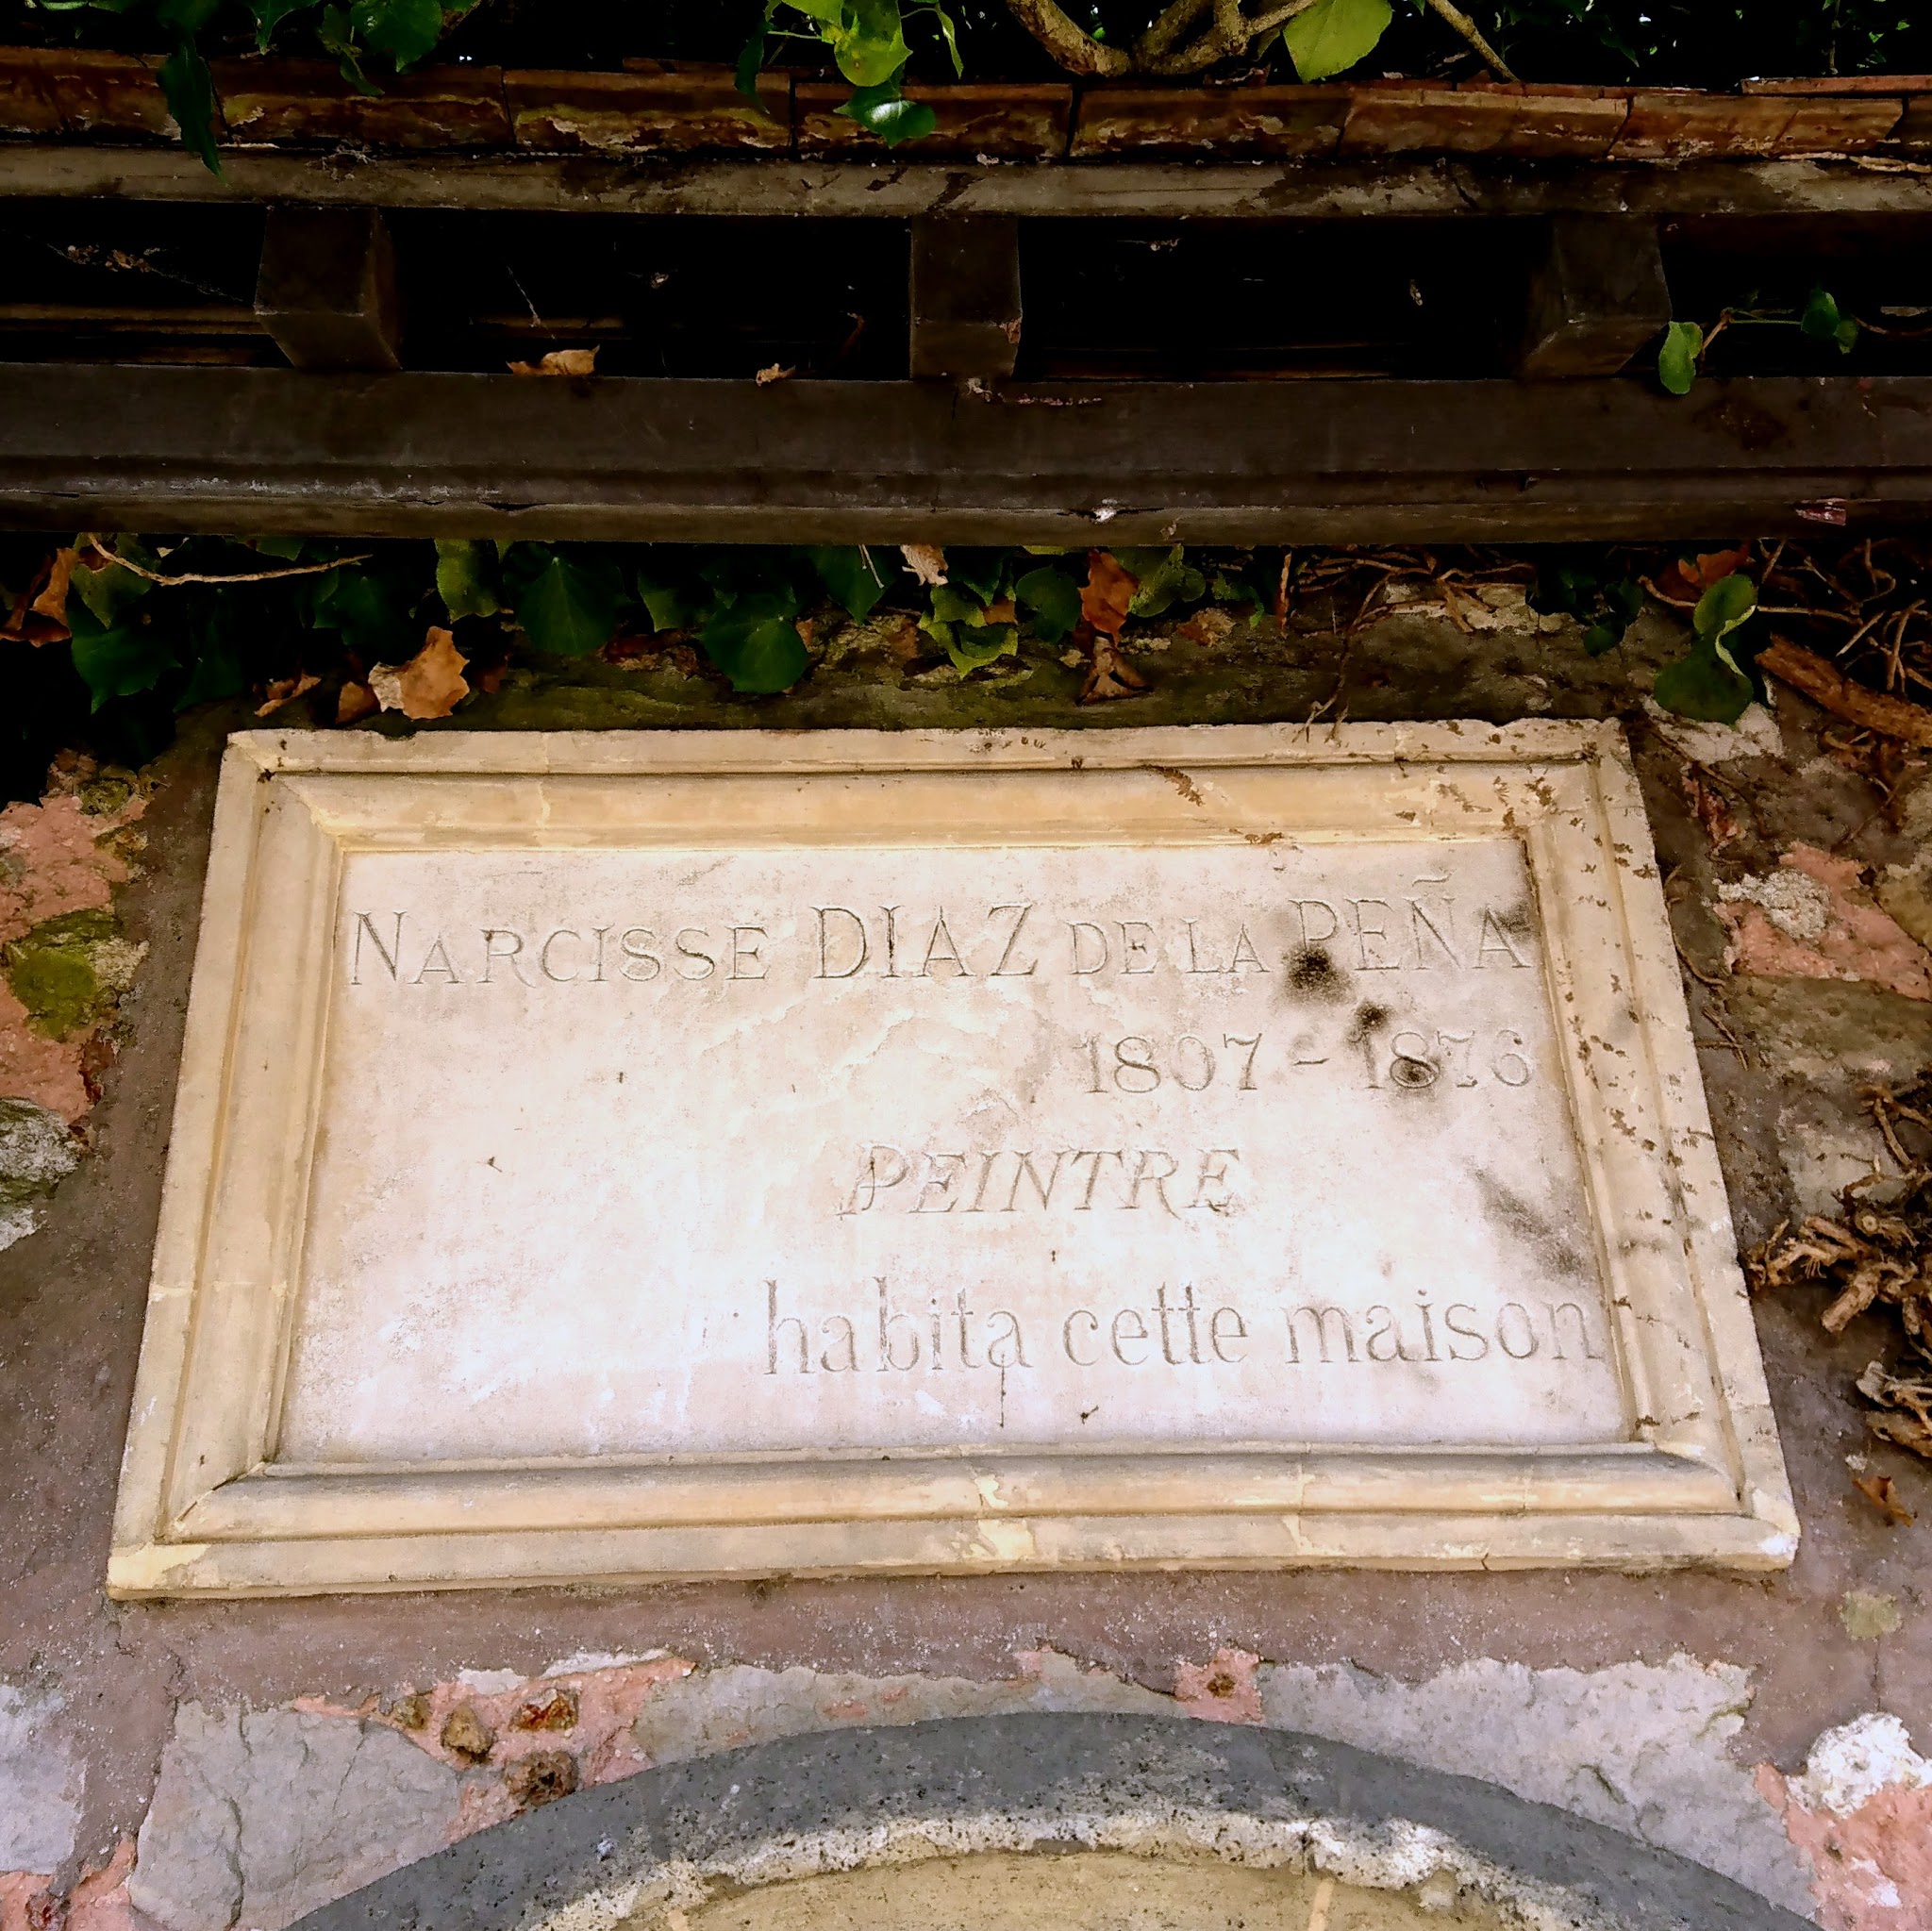 NARCISSE DIAZ DE LA PEÑA
1807 - 1876
PEINTRE
habita cette maison